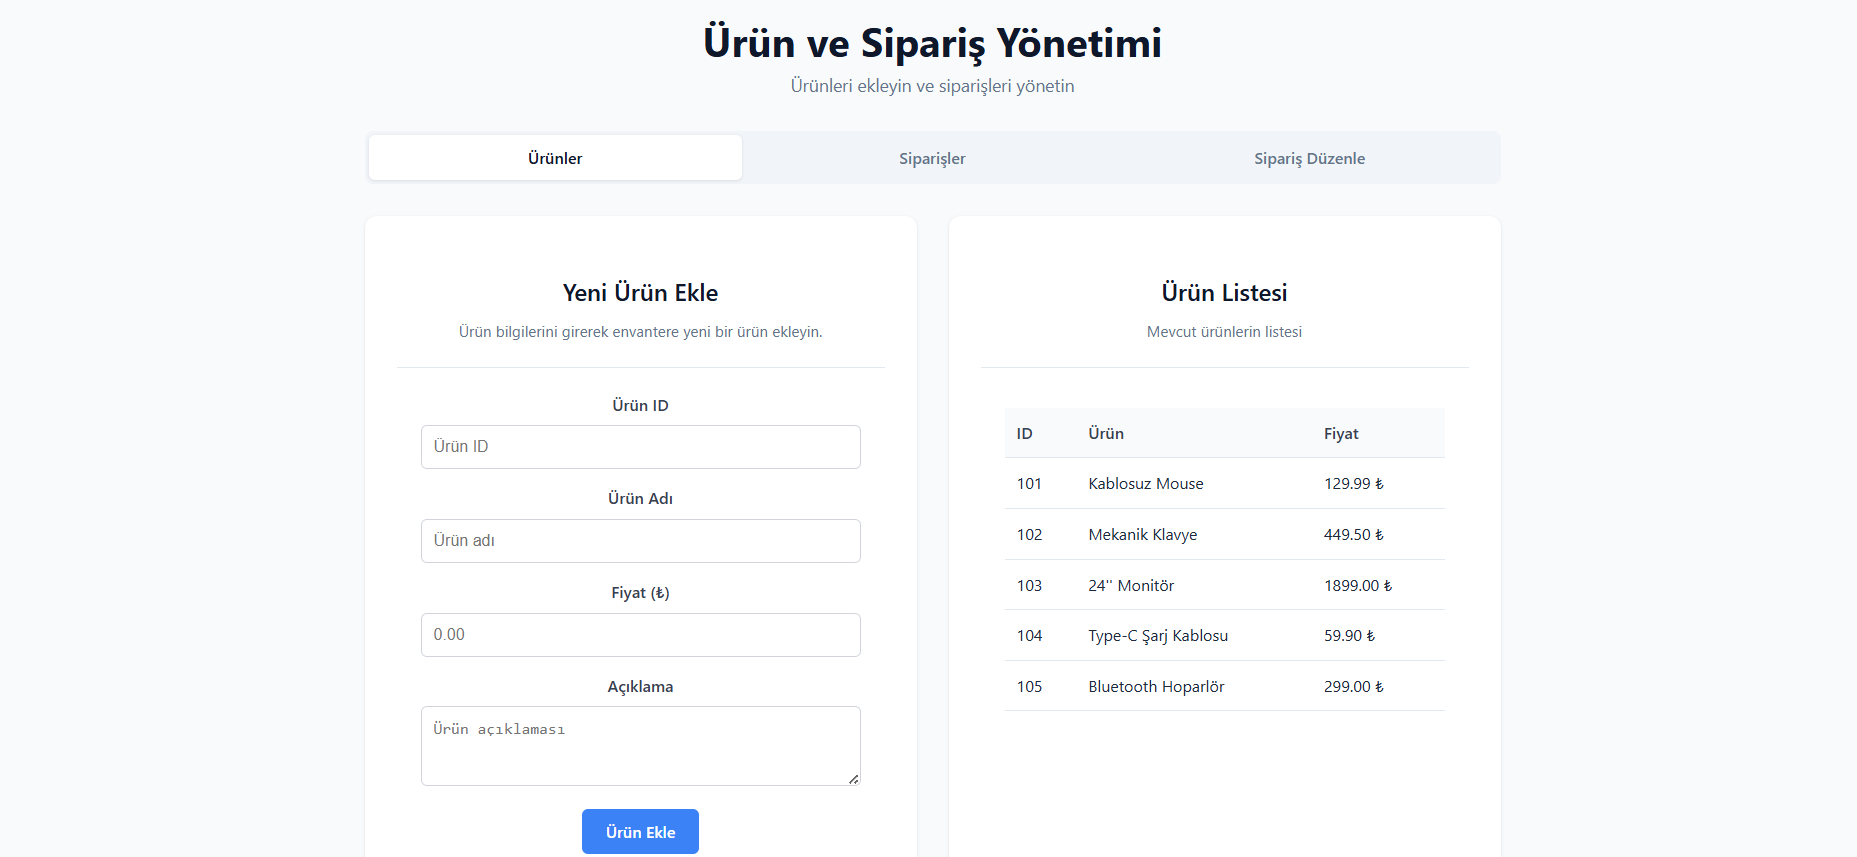 Ürün ve Sipariş Yönetimi
Ürünleri ekleyin ve siparişleri yönetin
Ürünler
Siparişler
Sipariş Düzenle
Yeni Ürün Ekle
Ürün bilgilerini girerek envantere yeni bir ürün ekleyin.
Ürün ID
Ürün ID
Ürün Adı
Ürün adı
Fiyat (₺)
0.00
Açıklama
Ürün açıklaması
Ürün Ekle
Ürün Listesi
Mevcut ürünlerin listesi
ID Ürün Fiyat
101 Kablosuz Mouse 129.99 ₺
102 Mekanik Klavye 449.50 ₺
103 24'' Monitör 1899.00 ₺
104 Type-C Şarj Kablosu 59.90 ₺
105 Bluetooth Hoparlör 299.00 ₺